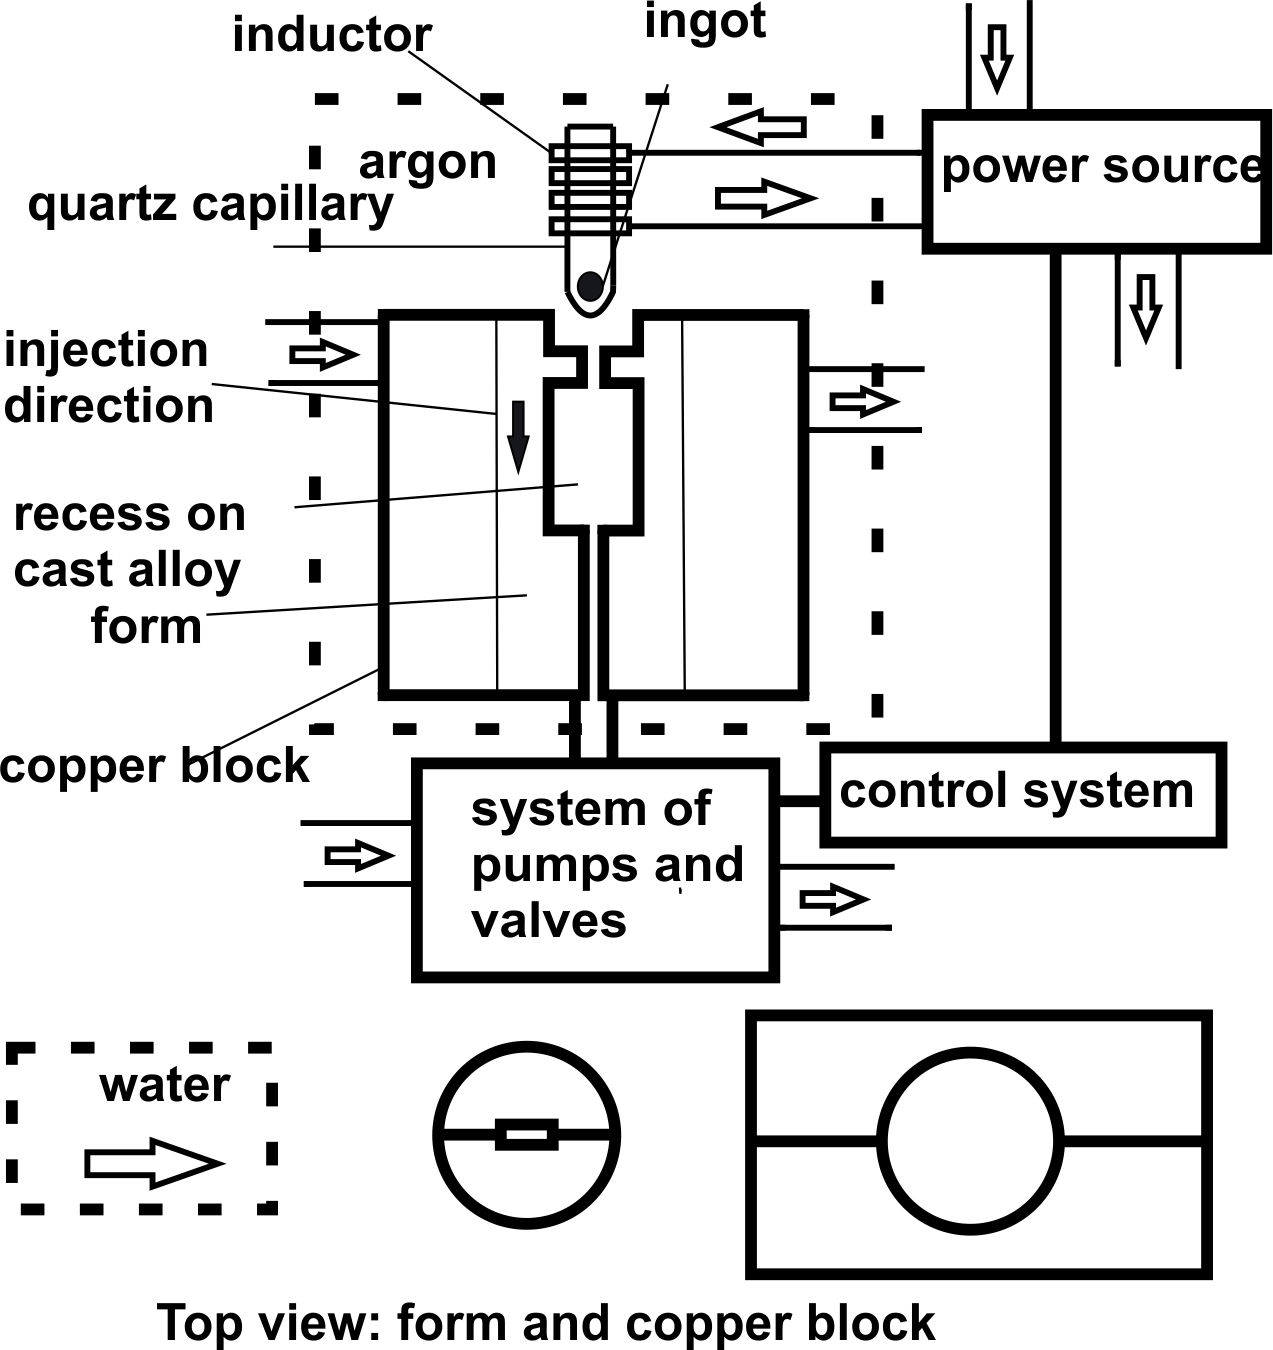 inductor
ingot
argon
power source
quartz capillary
injection
direction
recess on
cast alloy
form
copper block
control system
system of
pumps and
valves
water
Top view: form and copper block